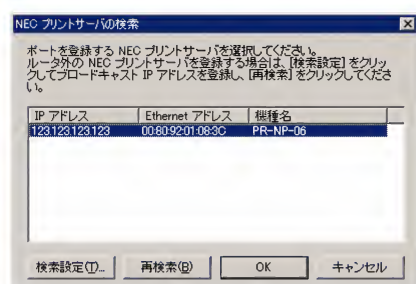 NEC プリントサーバの検索
ポートを登録する NEC プリントサーバを選択してください。
ルータ外の NEC プリントサーバを登録する場合は、[検索設定] をクリッ
クしてブロードキャスト IP アドレスを登録し、[再検索] をクリックしてくださ
い。
IP アドレス Ethernet アドレス 機種名
123.123.123.123 00:80:92:01:08:3C PR-NP-06
検索設定(T)... 再検索(B) OK キャンセル